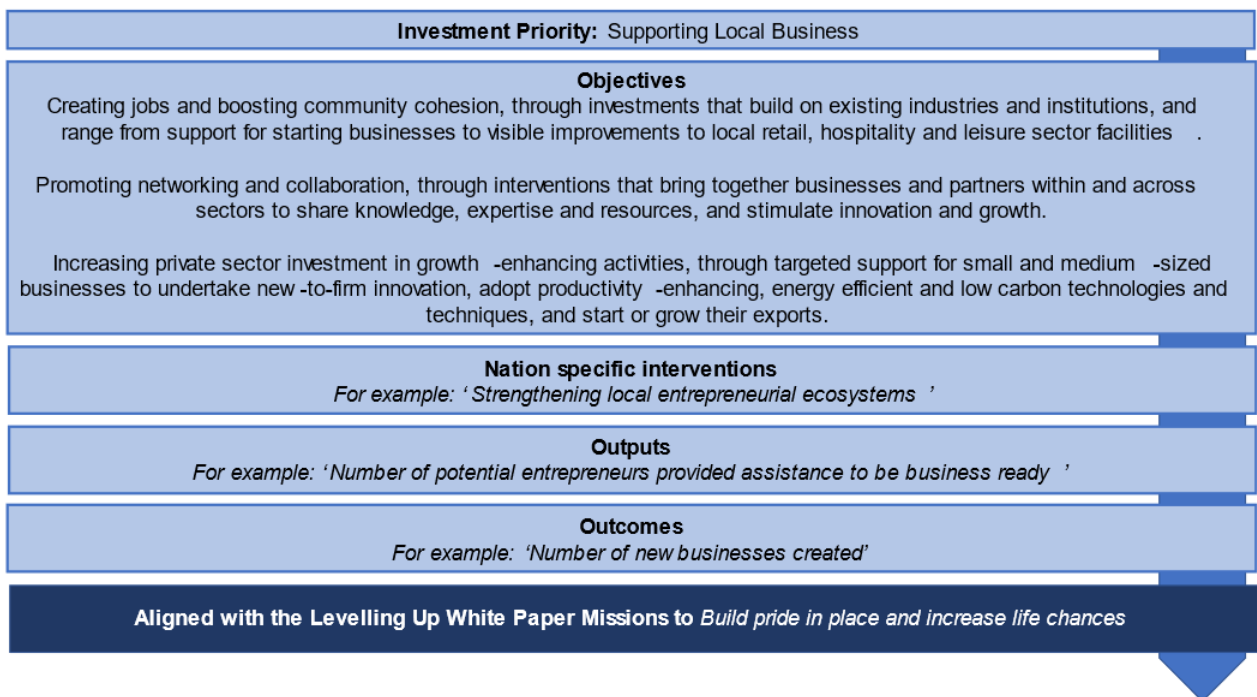 Investment Priority: Supporting Local Business
Objectives
Creating jobs and boosting community cohesion, through investments that build on existing industries and institutions, and
range from support for starting businesses to visible improvements to local retail, hospitality and leisure sector facilities .
Promoting networking and collaboration, through interventions that bring together businesses and partners within and across
sectors to share knowledge, expertise and resources, and stimulate innovation and growth.
Increasing private sector investment in growth -enhancing activities, through targeted support for small and medium -sized
businesses to undertake new -to-firm innovation, adopt productivity -enhancing, energy efficient and low carbon technologies and
techniques, and start or grow their exports.
Nation specific interventions
For example: ‘ Strengthening local entrepreneurial ecosystems ’
Outputs
For example: ‘Number of potential entrepreneurs provided assistance to be business ready ’
Outcomes
For example: ‘Number of new businesses created’
Aligned with the Levelling Up White Paper Missions to Build pride in place and increase life chances